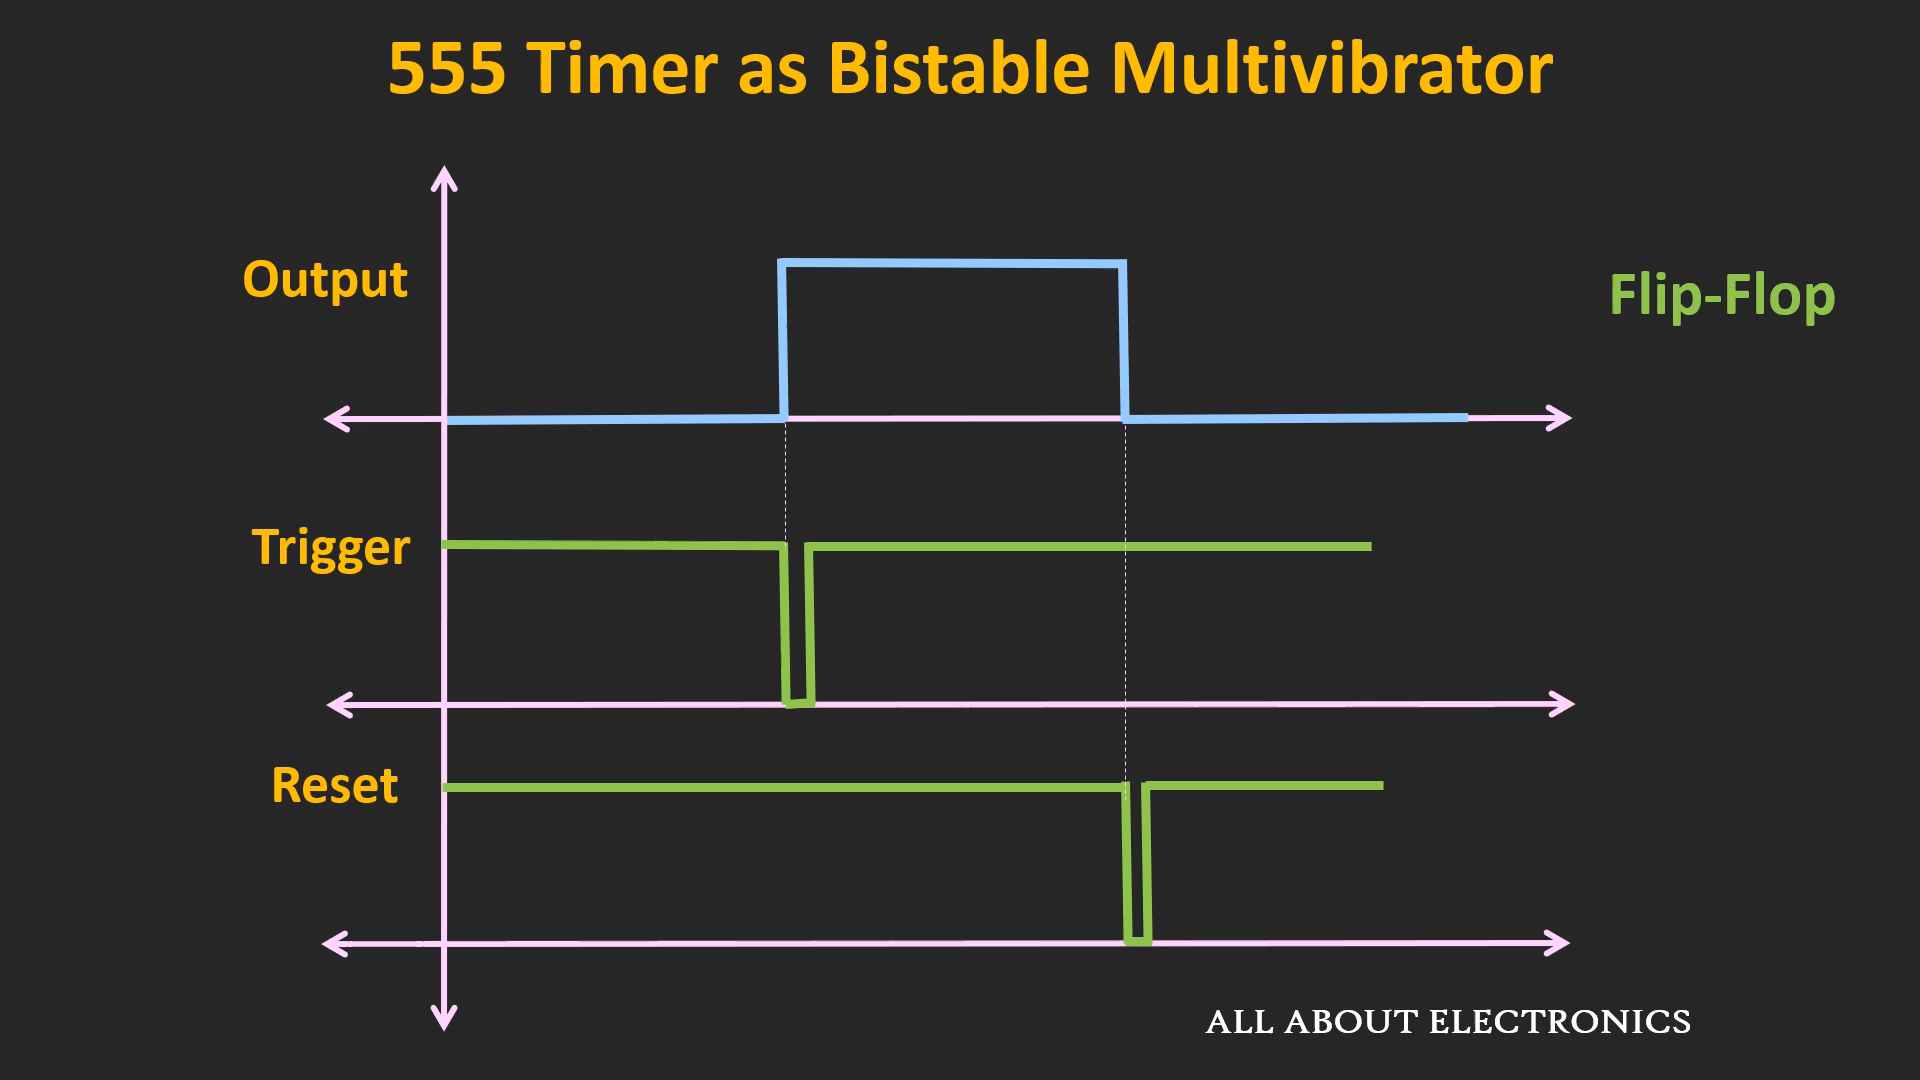 555 Timer as Bistable Multivibrator
Output
Flip-Flop
Trigger
Reset
ALL ABOUT ELECTRONICS